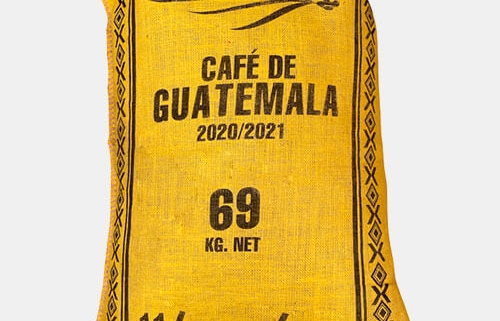 CAFÉ DE
GUATEMALA
2020/2021
69
KG. NET